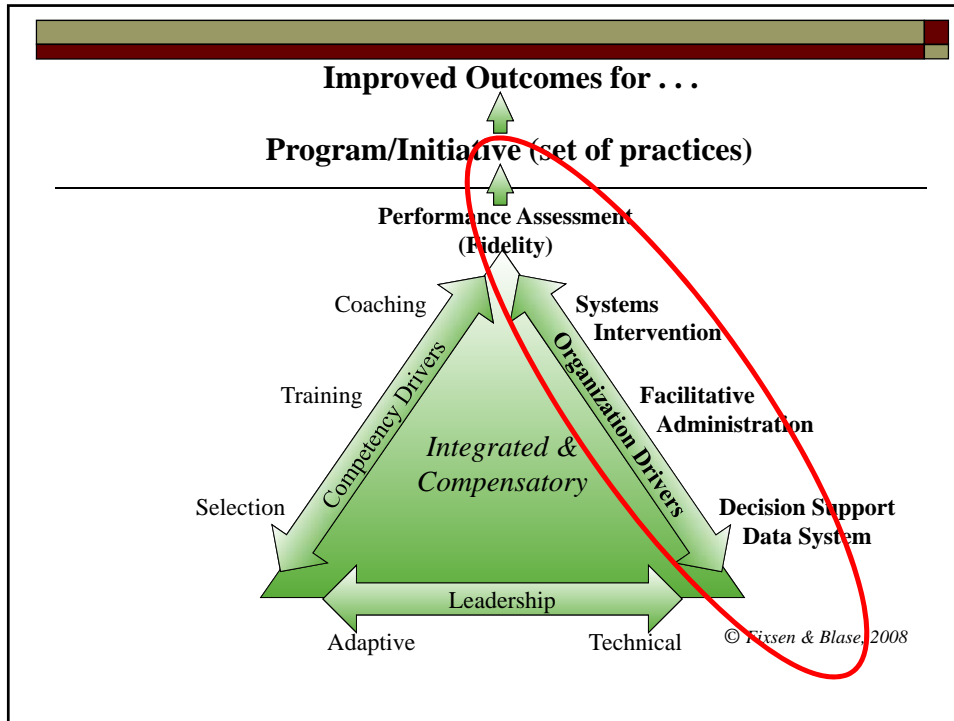 Improved Outcomes for . . .
Program/Initiative (set of practices)
Performance Assessment
(Fidelity)
Coaching
Training
Selection
Competency Drivers
Integrated &
Compensatory
Organization Drivers
Systems
Intervention
Facilitative
Administration
Decision Support
Data System
Leadership
Adaptive
Technical
© Fixsen & Blase, 2008